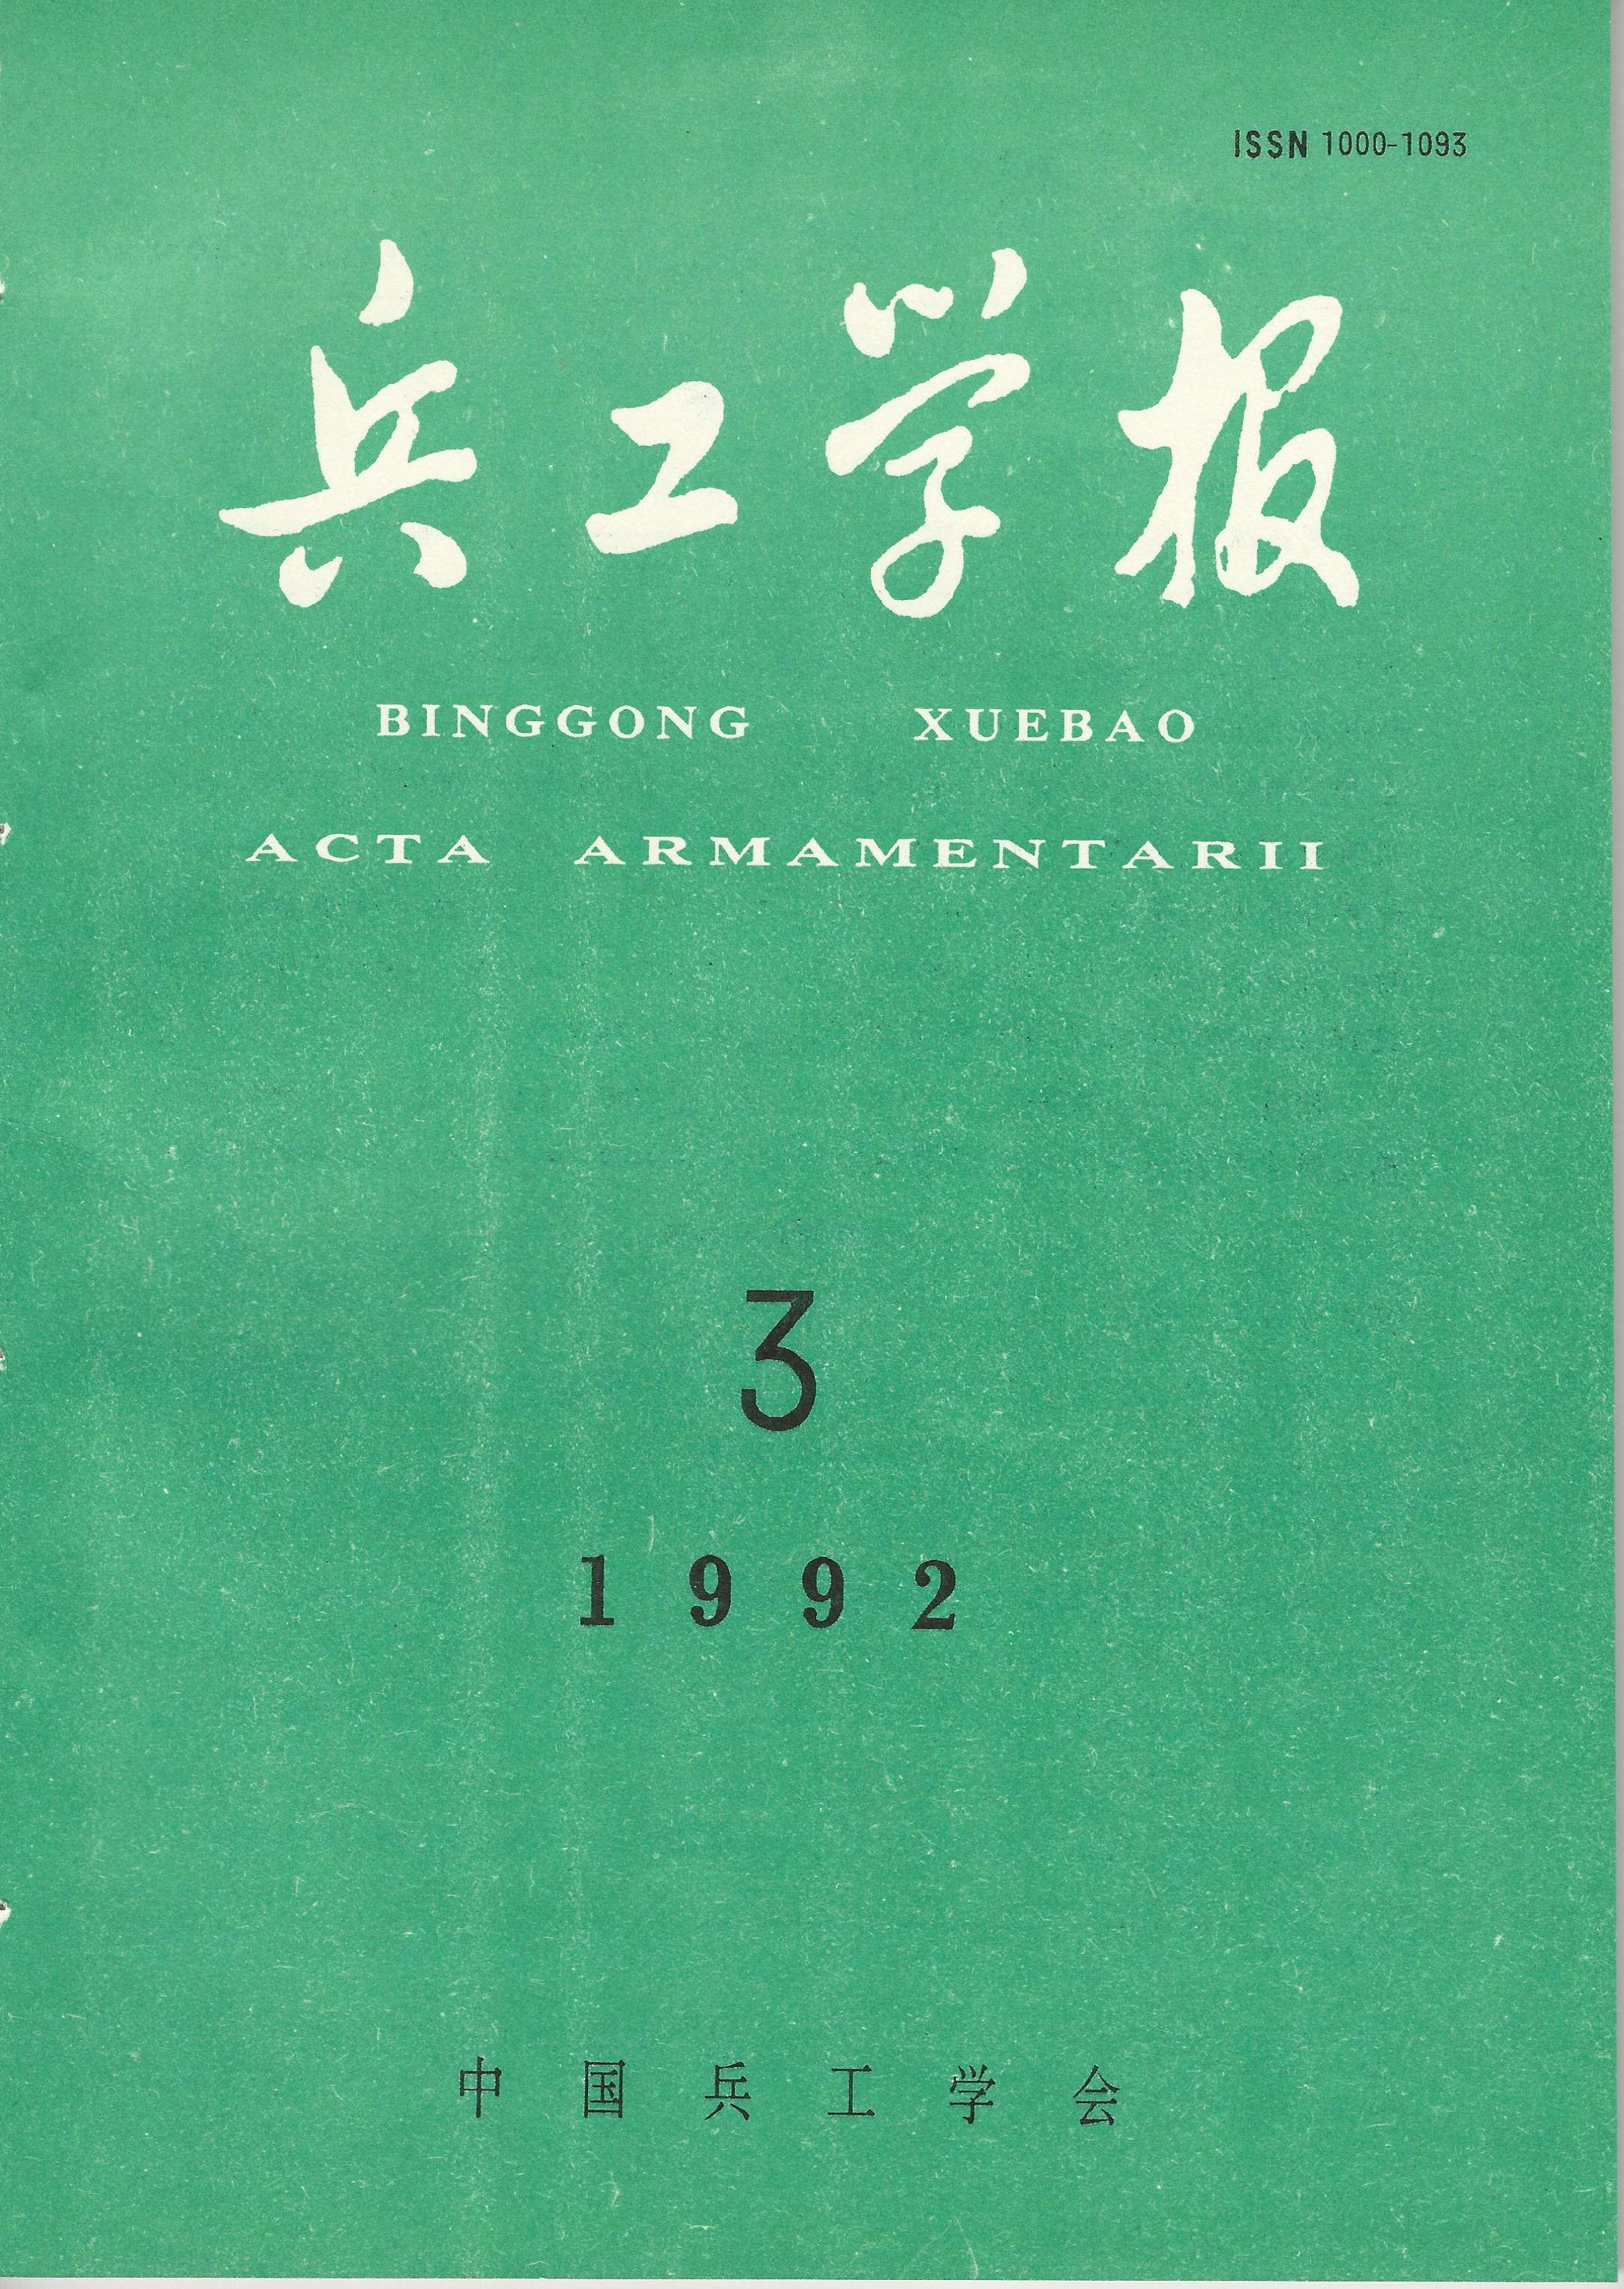 ISSN 1000-1093
兵工学报
BINGGONG XUEBAO
ACTA ARMAMENTARII
3
1992
中国兵工学会